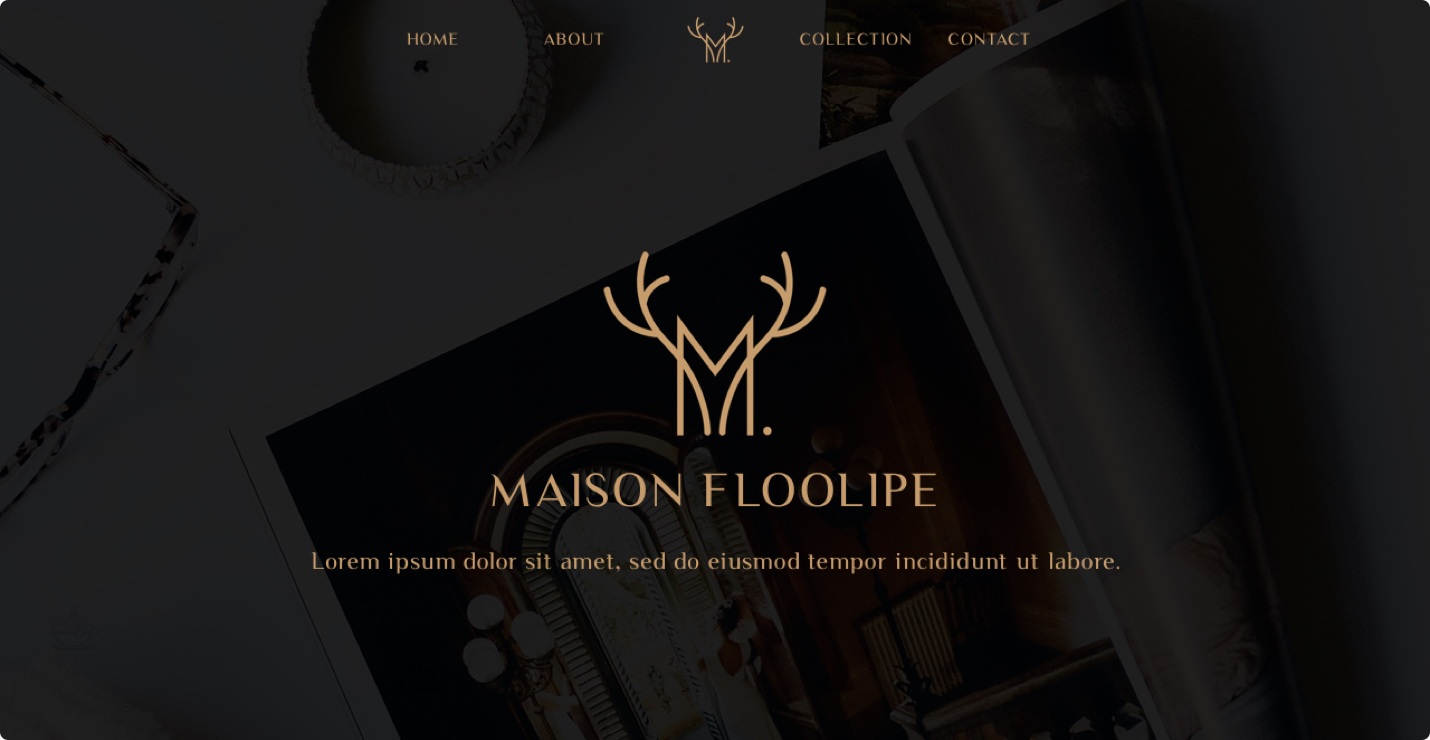 HOME ABOUT M. COLLECTION CONTACT
M.
MAISON FLOOLIPE
Lorem ipsum dolor sit amet, sed do eiusmod tempor incididunt ut labore.